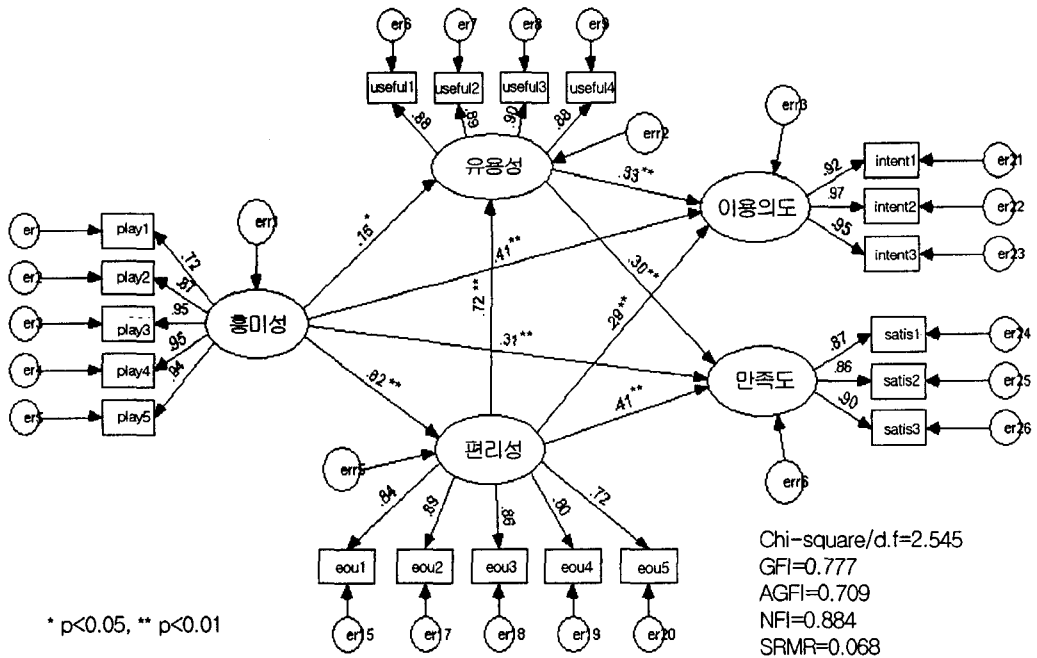 er6 er7 er8 er9
useful1 useful2 useful3 useful4
.88 .89 .90 .88
err2 err3
유용성
.92 intent1 er21
.33**
이용의도
.97 intent2 er22
.95 intent3 er23
er play1 .72
err1
.16*
.41**
er2 play2 .87
er3 play3 .95
흥미성
.72**
.30**
.29**
er4 play4 .95
.31**
er5 play5 .84
.82**
만족도
.87 satis1 er24
.86 satis2 er25
.90 satis3 er26
.41**
편리성
err5 err6
.84 .89 .86 .80 .72
eou1 eou2 eou3 eou4 eou5
er15 er17 er18 er19 er20
* p<0.05, ** p<0.01
Chi-square/d.f=2.545
GFI=0.777
AGFI=0.709
NFI=0.884
SRMR=0.068